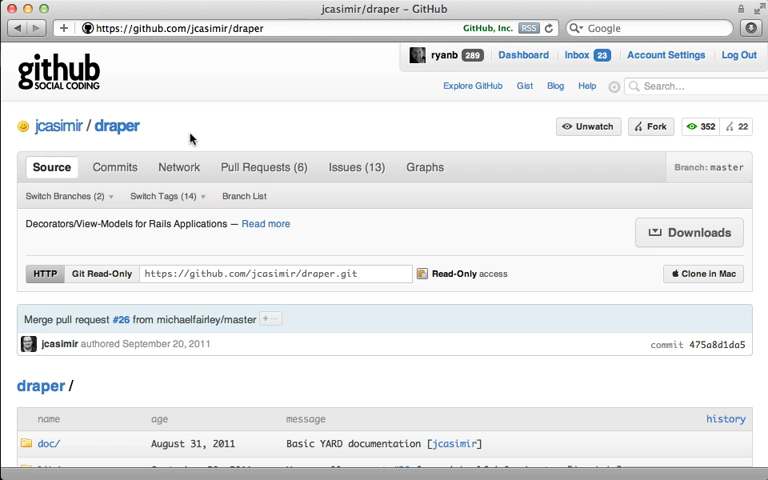 jcasimir/draper – GitHub
https://github.com/jcasimir/draper GitHub, Inc. RSS Google
github
SOCIAL CODING
ryanb 289 Dashboard Inbox 23 Account Settings Log Out
Explore GitHub Gist Blog Help Search...
jcasimir / draper Unwatch Fork 352 22
Source Commits Network Pull Requests (6) Issues (13) Graphs Branch: master
Switch Branches (2) Switch Tags (14) Branch List
Decorators/View-Models for Rails Applications — Read more
Downloads
HTTP Git Read-Only https://github.com/jcasimir/draper.git Read-Only access Clone in Mac
Merge pull request #26 from michaelfairley/master
jcasimir authored September 20, 2011 commit 475a8d1da5
draper /
name age message history
doc/ August 31, 2011 Basic YARD documentation [jcasimir]